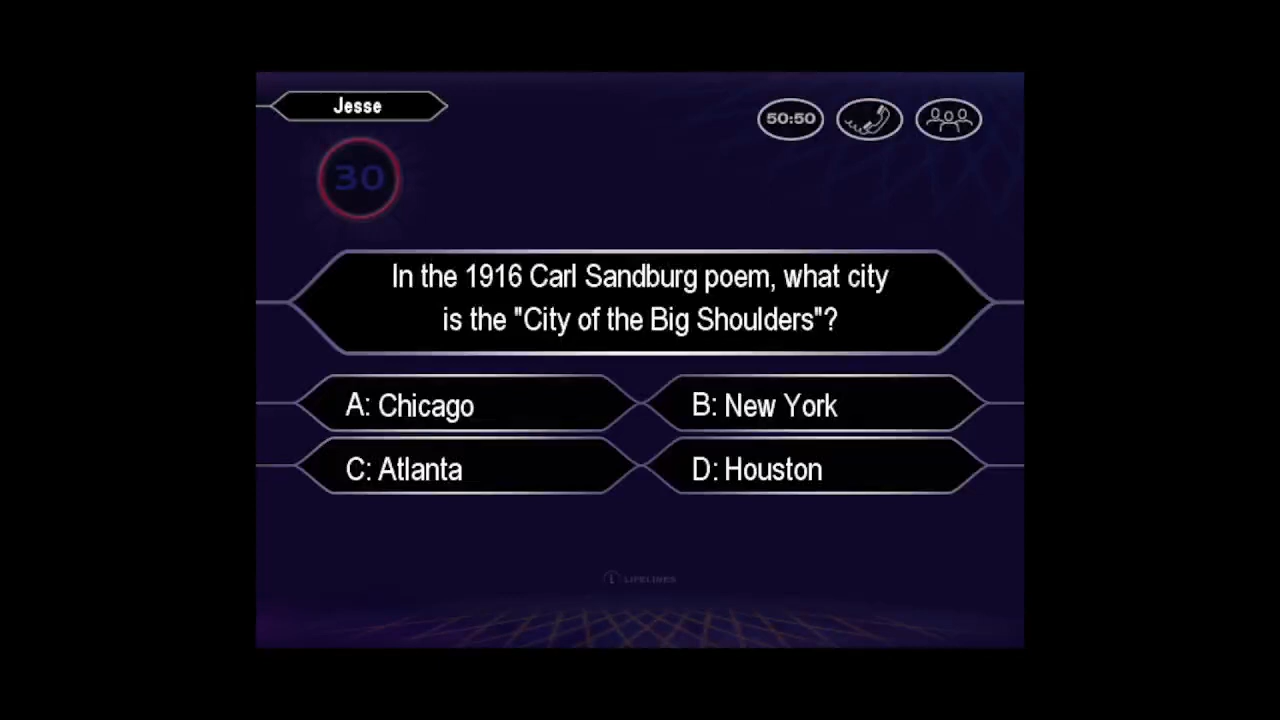 Jesse
50:50
30
In the 1916 Carl Sandburg poem, what city
is the "City of the Big Shoulders"?
A: Chicago
B: New York
C: Atlanta
D: Houston
LIFELINES